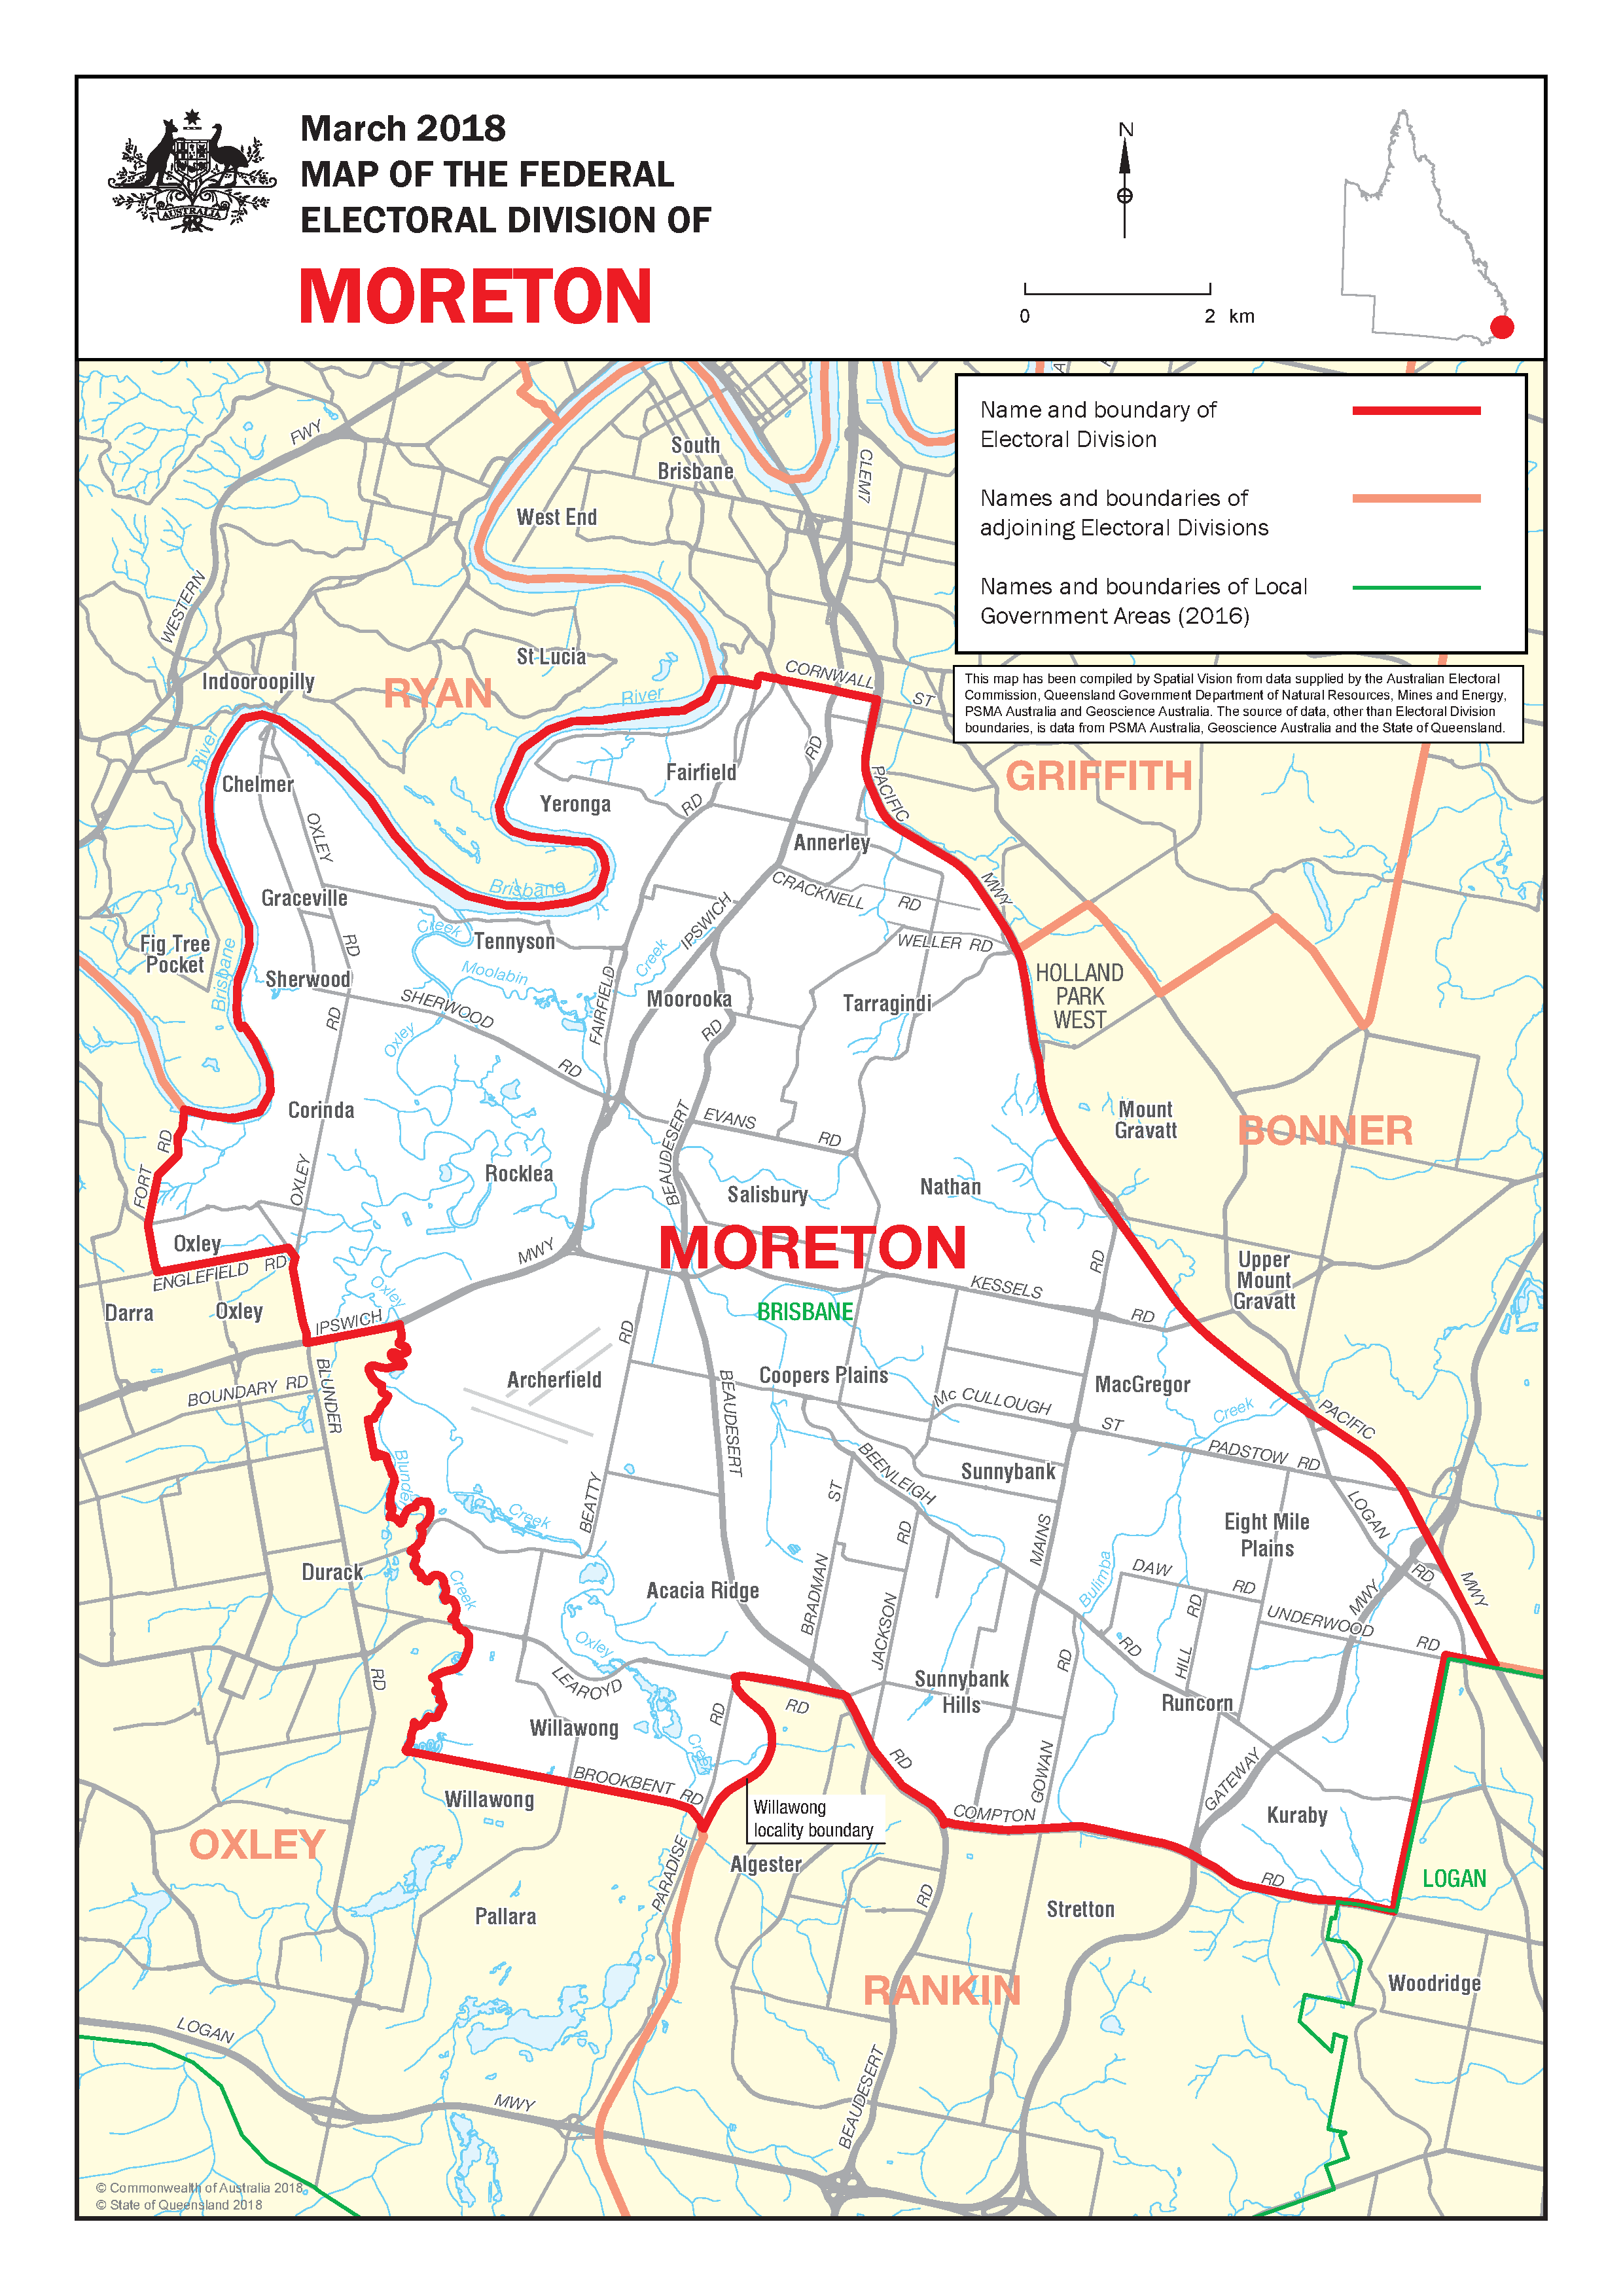 March 2018
MAP OF THE FEDERAL
ELECTORAL DIVISION OF
MORETON
AUSTRALIA
N
0 2 km
Name and boundary of
Electoral Division
Names and boundaries of
adjoining Electoral Divisions
Names and boundaries of Local
Government Areas (2016)
This map has been compiled by Spatial Vision from data supplied by the Australian Electoral
Commission, Queensland Government Department of Natural Resources, Mines and Energy,
PSMA Australia and Geoscience Australia. The source of data, other than Electoral Division
boundaries, is data from PSMA Australia, Geoscience Australia and the State of Queensland.
FWY
South
Brisbane
CLEM7
West End
WESTERN
St Lucia
Indooroopilly
RYAN
River
CORNWALL
ST
River
Chelmer
Fairfield
RD
PACIFIC
GRIFFITH
Yeronga
RD
OXLEY
Annerley
Graceville
Brisbane
CRACKNELL
RD
MWY
Fig Tree
Pocket
Brisbane
RD
Creek
Tennyson
IPSWICH
WELLER RD
Sherwood
Moolabin
Creek
HOLLAND
PARK
WEST
SHERWOOD
RD
FAIRFIELD
Moorooka
RD
Tarragindi
Oxley
RD
Corinda
BEAUDESERT
EVANS
RD
Mount
Gravatt
BONNER
RD
FORT
OXLEY
Rocklea
Salisbury
Nathan
Oxley
MWY
MORETON
RD
Upper
Mount
Gravatt
ENGLEFIELD RD
Darra
Oxley
Oxley
IPSWICH
BRISBANE
KESSELS
RD
RD
BOUNDARY RD
BLUNDER
Archerfield
BEAUDESERT
Coopers Plains
MacGregor
Mc CULLOUGH
ST
Creek
PACIFIC
Blunder
BEENLEIGH
Sunnybank
PADSTOW RD
Creek
BEATTY
ST
RD
MAINS
LOGAN
Eight Mile
Plains
Durack
Creek
Acacia Ridge
BRADMAN
JACKSON
Bulimba
DAW
RD
RD
MWY
RD
MWY
UNDERWOOD
RD
Oxley
RD
LEAROYD
RD
RD
RD
HILL
Sunnybank
Hills
Runcorn
Willawong
RD
Creek
RD
GOWAN
GATEWAY
BROOKBENT RD
Willawong
Willawong
locality boundary
COMPTON
Kuraby
OXLEY
PARADISE
Algester
RD
LOGAN
Pallara
RD
Stretton
RANKIN
Woodridge
LOGAN
MWY
BEAUDESERT
© Commonwealth of Australia 2018
© State of Queensland 2018